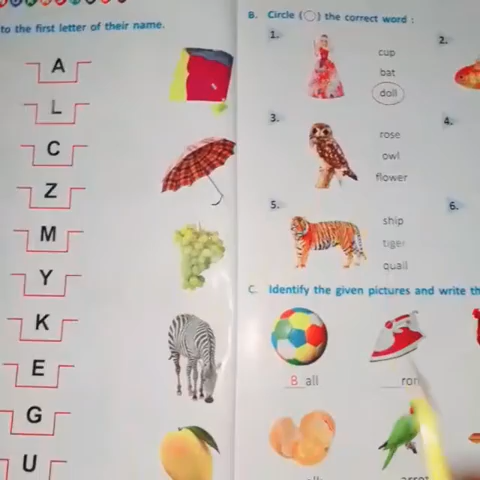 to the first letter of their name.
A
L
C
Z
M
Y
K
E
G
U
B. Circle ( ) the correct word :
1.
cup
bat
doll
2.
3.
rose
owl
flower
4.
5.
ship
tiger
quail
6.
C. Identify the given pictures and write th
B all
ron